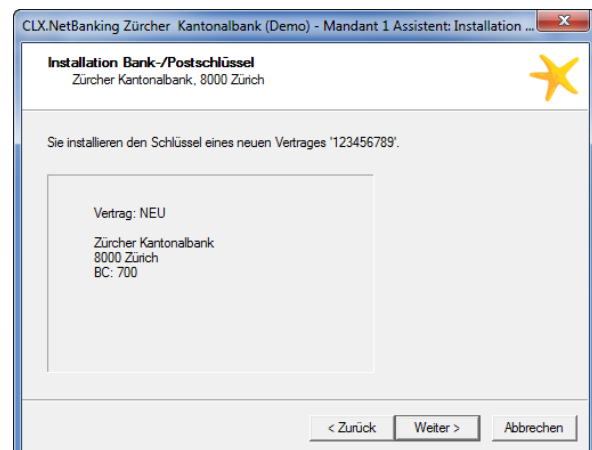 CLX.NetBanking Zürcher Kantonalbank (Demo) - Mandant 1 Assistent: Installation ...
Installation Bank-/Postschlüssel
Zürcher Kantonalbank, 8000 Zürich
Sie installieren den Schlüssel eines neuen Vertrages '123456789'.
Vertrag: NEU
Zürcher Kantonalbank
8000 Zürich
BC: 700
< Zurück
Weiter >
Abbrechen